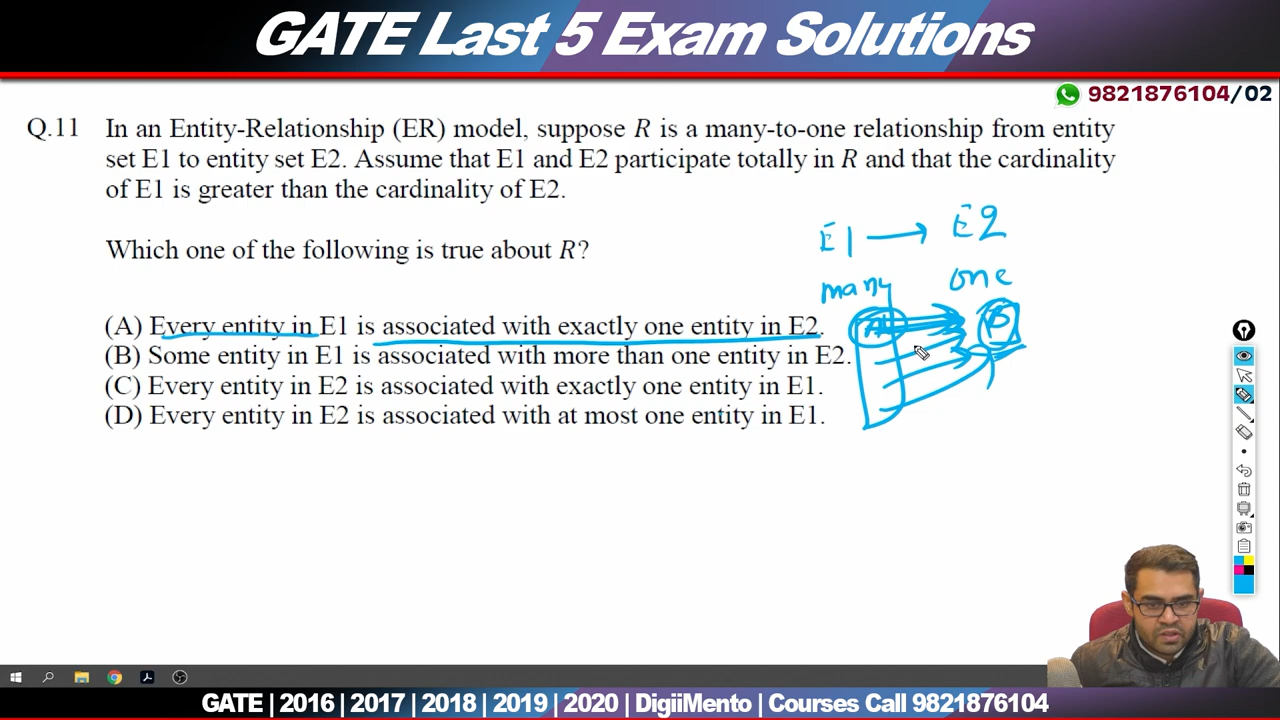 GATE Last 5 Exam Solutions
9821876104/02
Q.11 In an Entity-Relationship (ER) model, suppose R is a many-to-one relationship from entity
set E1 to entity set E2. Assume that E1 and E2 participate totally in R and that the cardinality
of E1 is greater than the cardinality of E2.
E1 → E2
Which one of the following is true about R?
many one
(A) Every entity in E1 is associated with exactly one entity in E2.
(B) Some entity in E1 is associated with more than one entity in E2.
(C) Every entity in E2 is associated with exactly one entity in E1.
(D) Every entity in E2 is associated with at most one entity in E1.
GATE | 2016 | 2017 | 2018 | 2019 | 2020 | DigiiMento | Courses Call 9821876104